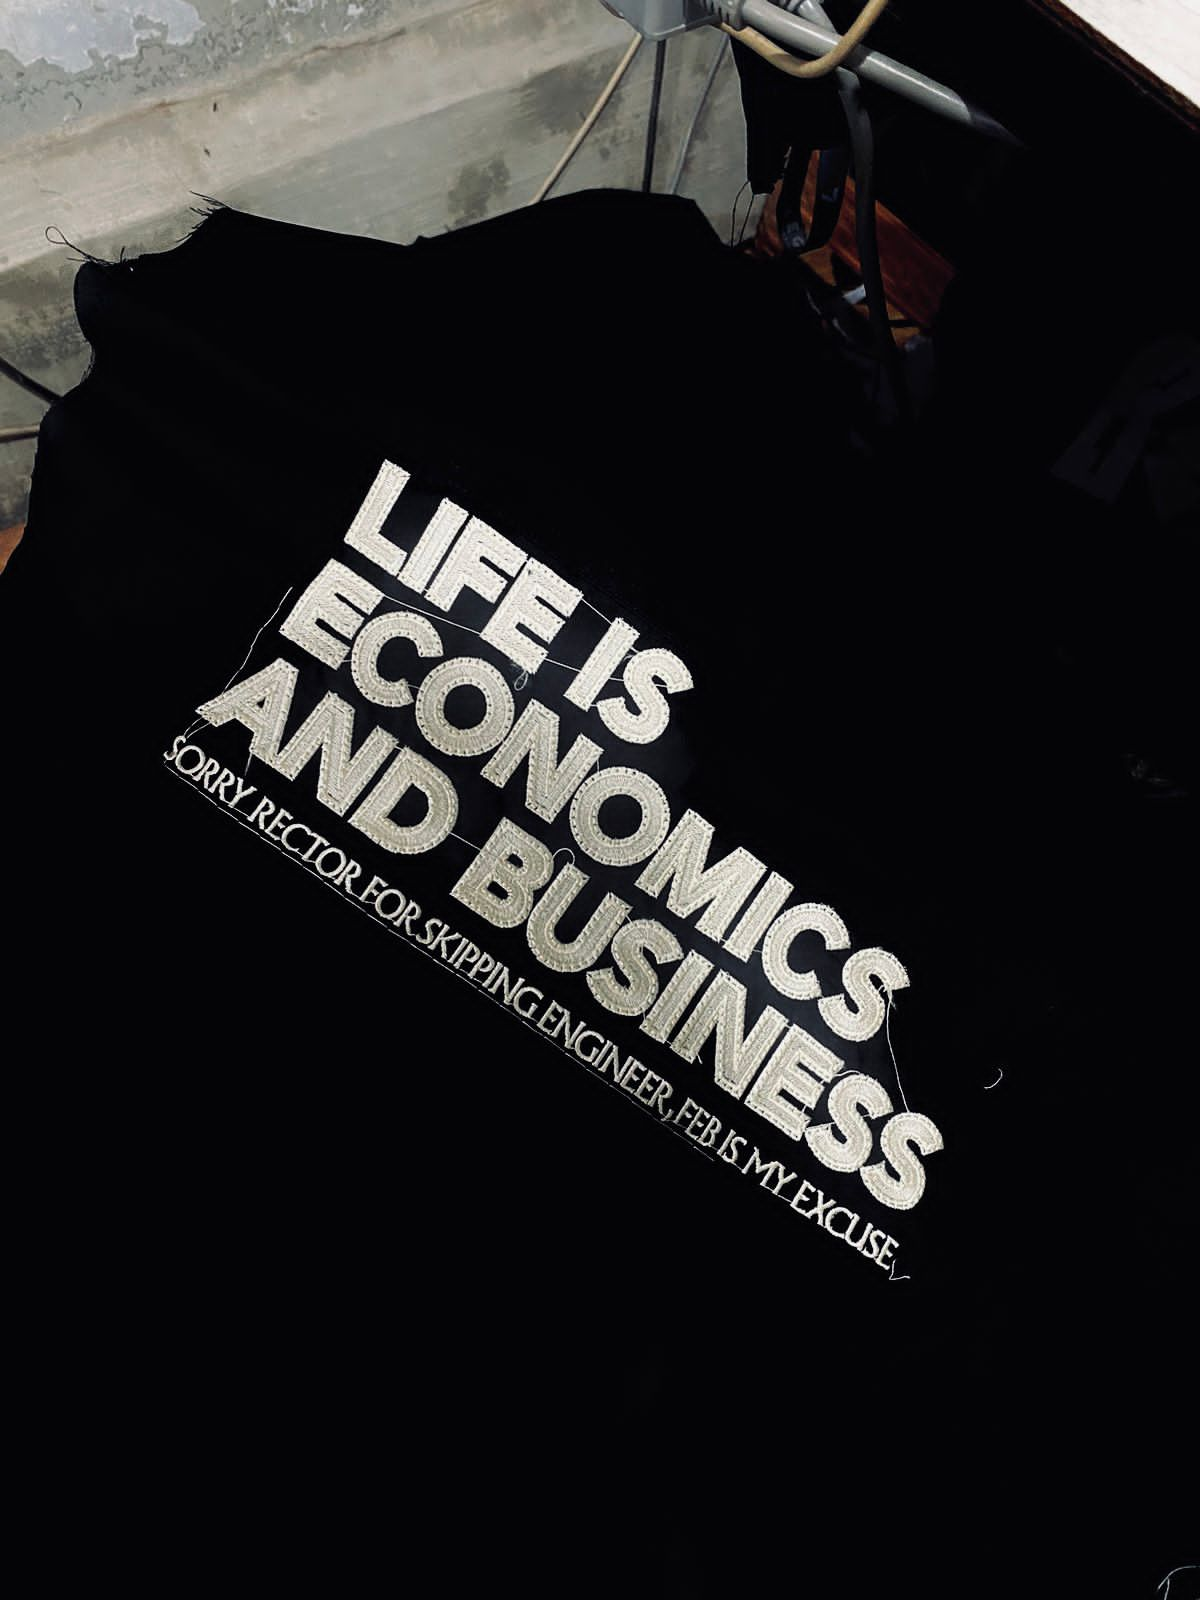 LIFE IS
ECONOMICS
AND BUSINESS
SORRY RECTOR FOR SKIPPING ENGINEER, FEB IS MY EXCUSE